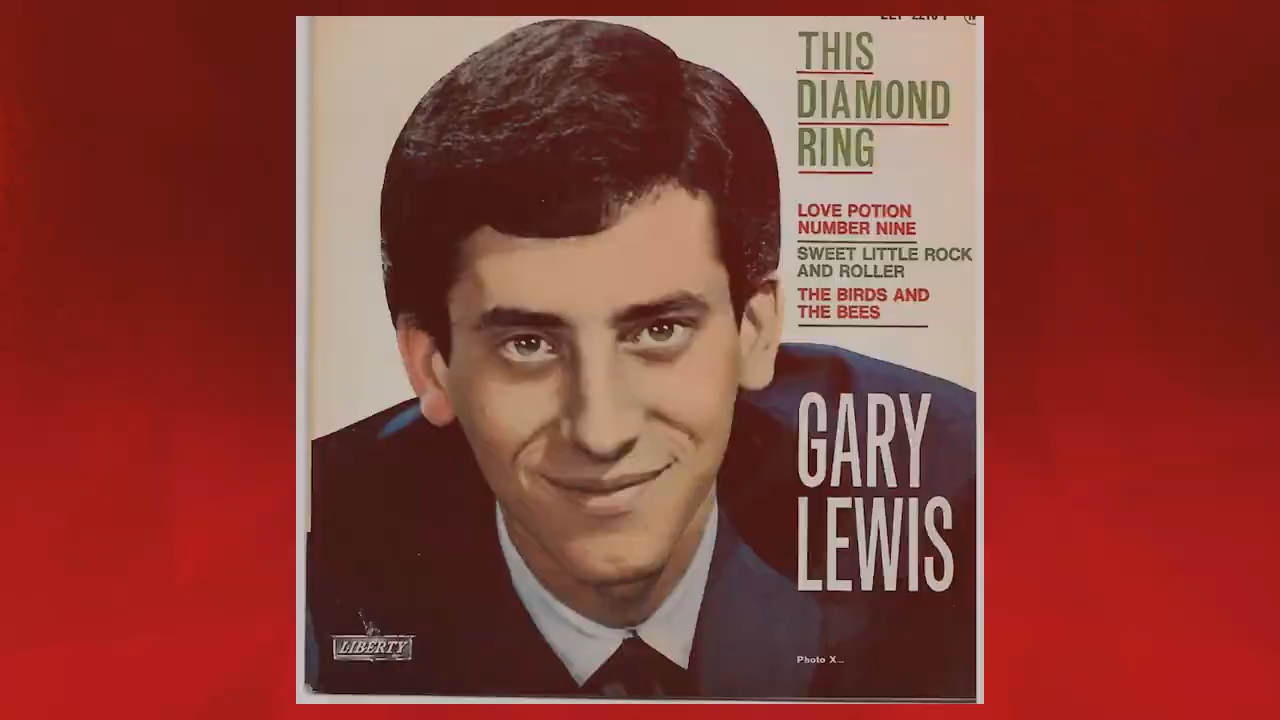 THIS
DIAMOND
RING
LOVE POTION
NUMBER NINE
SWEET LITTLE ROCK
AND ROLLER
THE BIRDS AND
THE BEES
GARY
LEWIS
LIBERTY
Photo X...